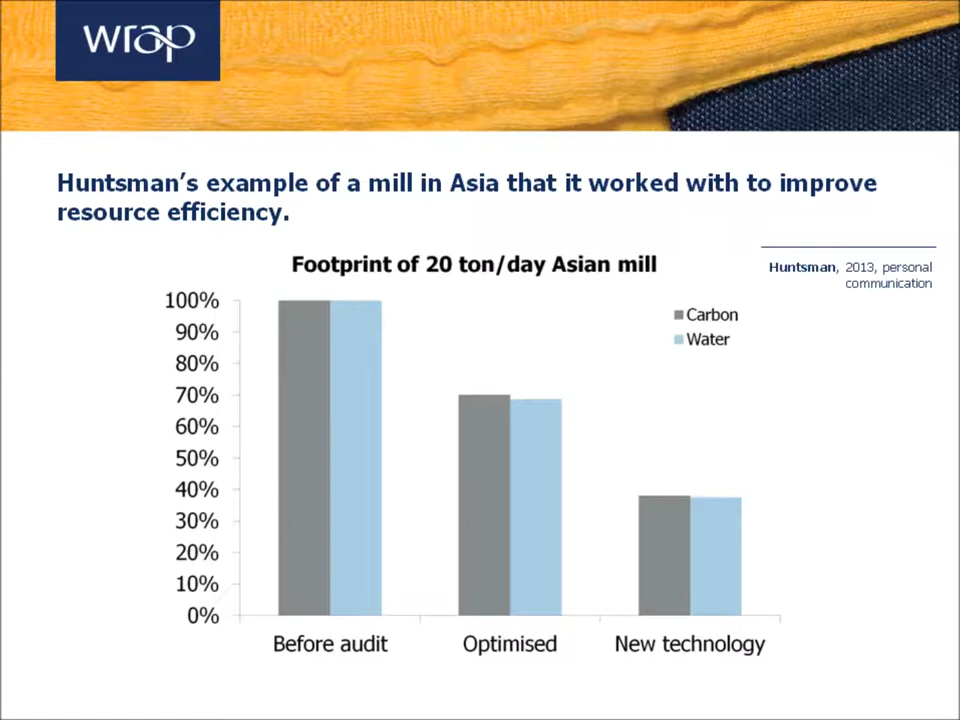 wrap
Huntsman’s example of a mill in Asia that it worked with to improve
resource efficiency.
Huntsman, 2013, personal
communication
Footprint of 20 ton/day Asian mill
100%
90%
80%
70%
60%
50%
40%
30%
20%
10%
0%
Carbon
Water
Before audit
Optimised
New technology